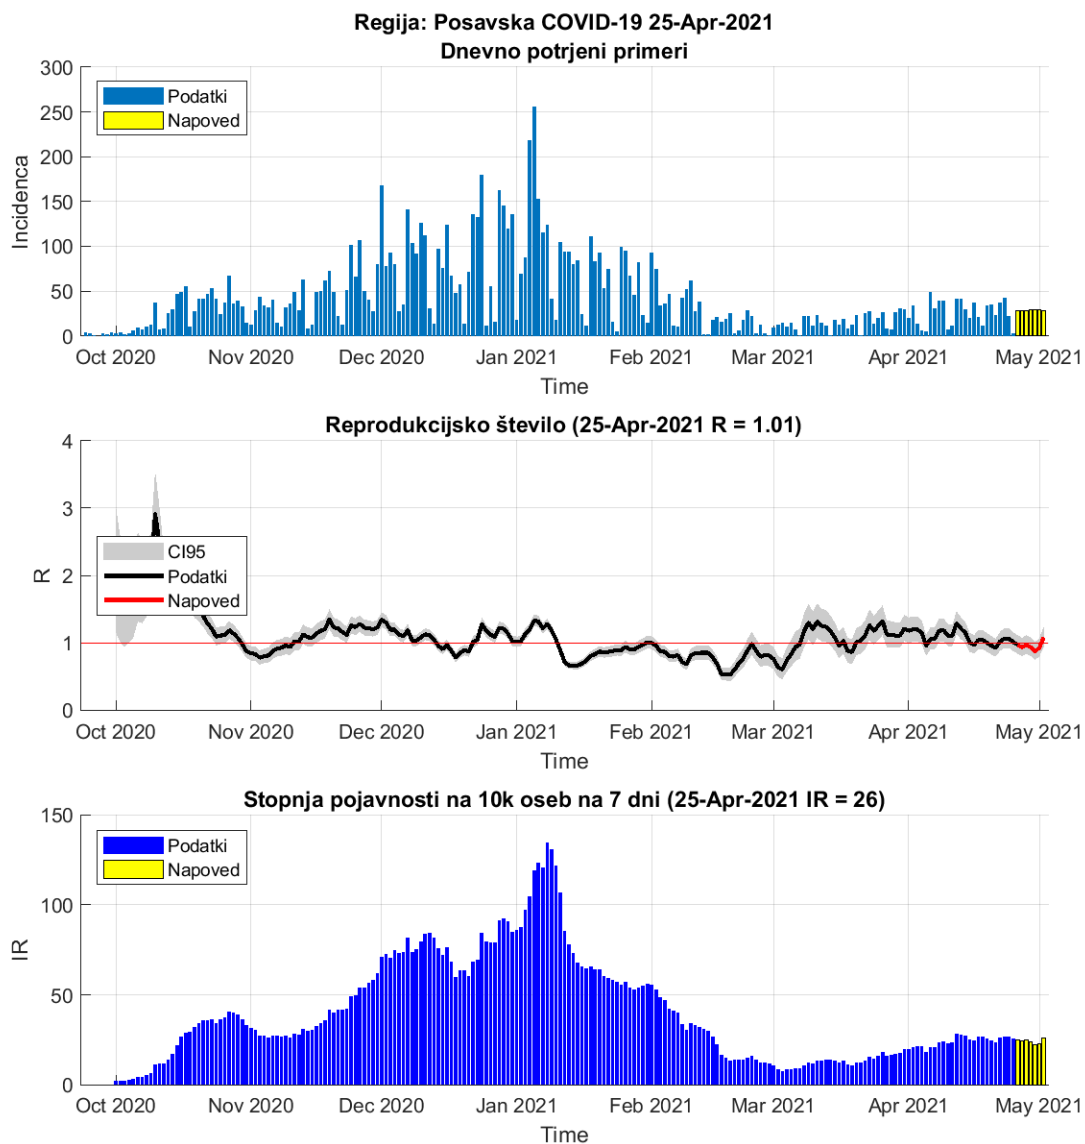 Regija: Posavska COVID-19 25-Apr-2021
Dnevno potrjeni primeri
300
250
200
150
100
50
0
Incidenca
Podatki
Napoved
Oct 2020 Nov 2020 Dec 2020 Jan 2021 Feb 2021 Mar 2021 Apr 2021 May 2021
Time
Reprodukcijsko število (25-Apr-2021 R = 1.01)
4
3
2
1
0
R
CI95
Podatki
Napoved
Oct 2020 Nov 2020 Dec 2020 Jan 2021 Feb 2021 Mar 2021 Apr 2021 May 2021
Time
Stopnja pojavnosti na 10k oseb na 7 dni (25-Apr-2021 IR = 26)
150
100
50
0
IR
Podatki
Napoved
Oct 2020 Nov 2020 Dec 2020 Jan 2021 Feb 2021 Mar 2021 Apr 2021 May 2021
Time